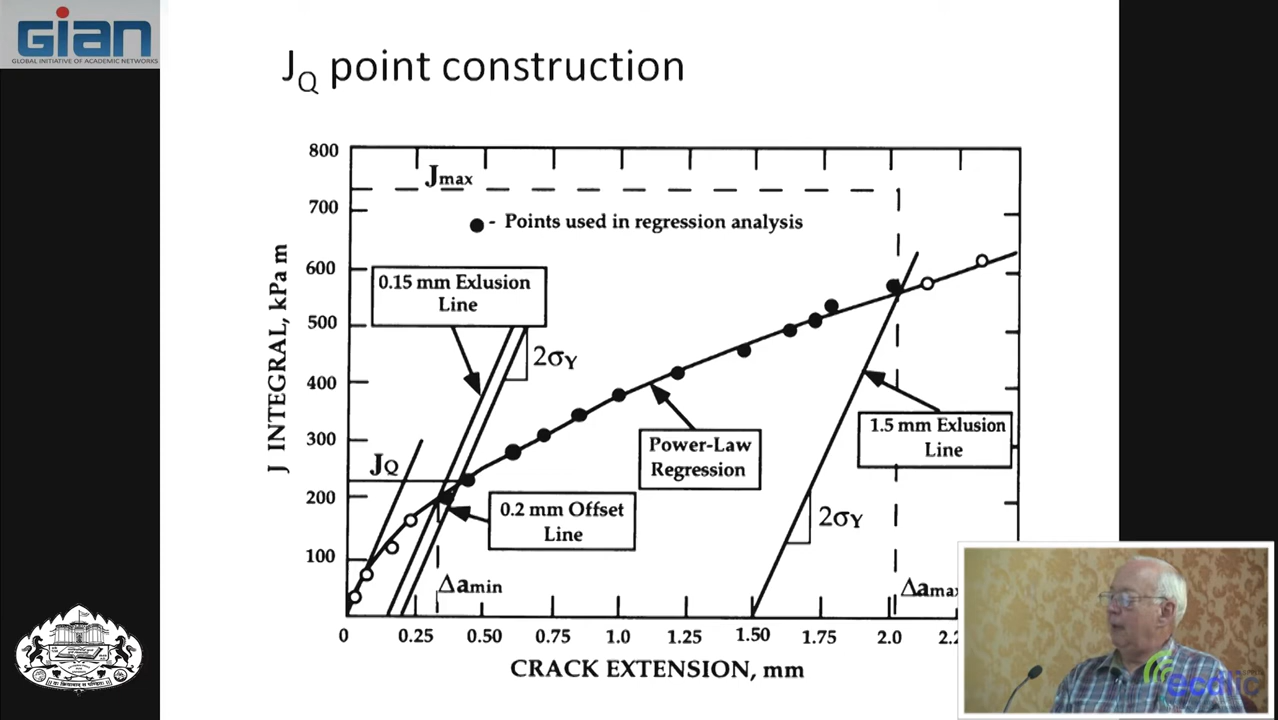 GIAN
GLOBAL INITIATIVE OF ACADEMIC NETWORKS
JQ point construction
800
700
600
500
400
300
200
100
J INTEGRAL, kPa m
Jmax
● - Points used in regression analysis
0.15 mm Exlusion
Line
2σY
JQ
Power-Law
Regression
1.5 mm Exlusion
Line
0.2 mm Offset
Line
2σY
Δamin
Δama
0 0.25 0.50 0.75 1.0 1.25 1.50 1.75 2.0 2.2
CRACK EXTENSION, mm
ecdlic